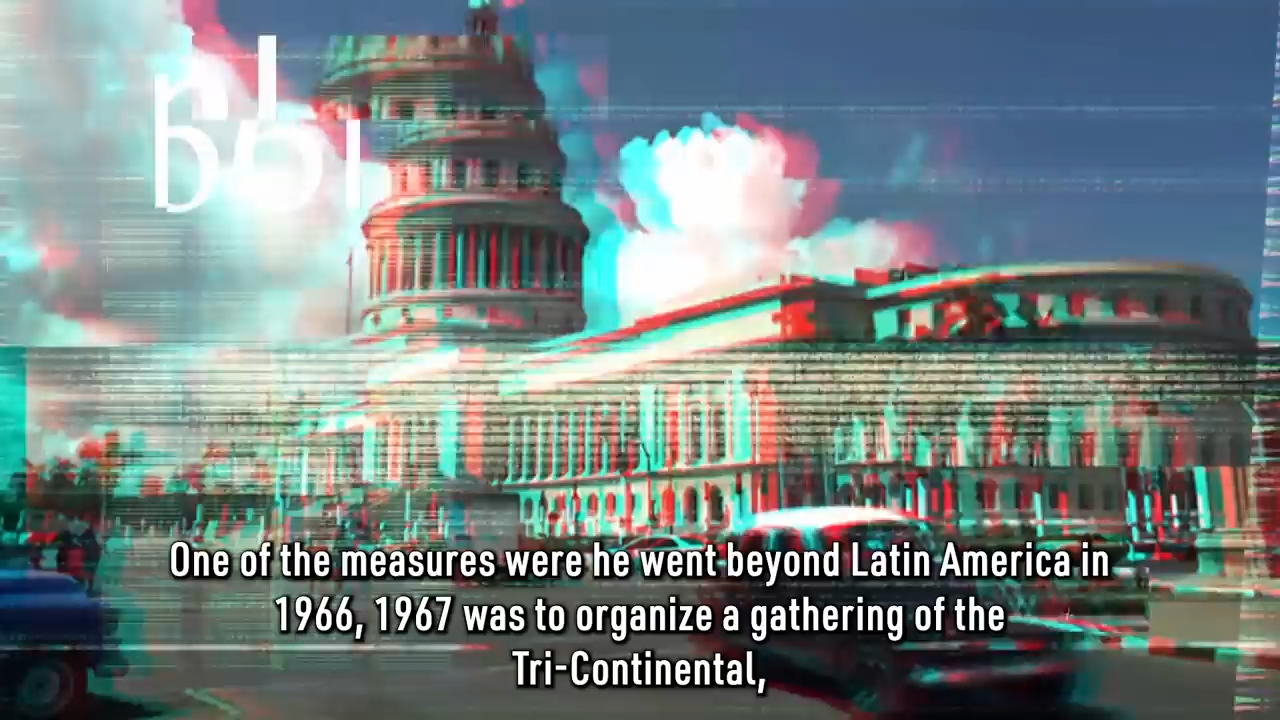 One of the measures were he went beyond Latin America in
1966, 1967 was to organize a gathering of the
Tri-Continental,